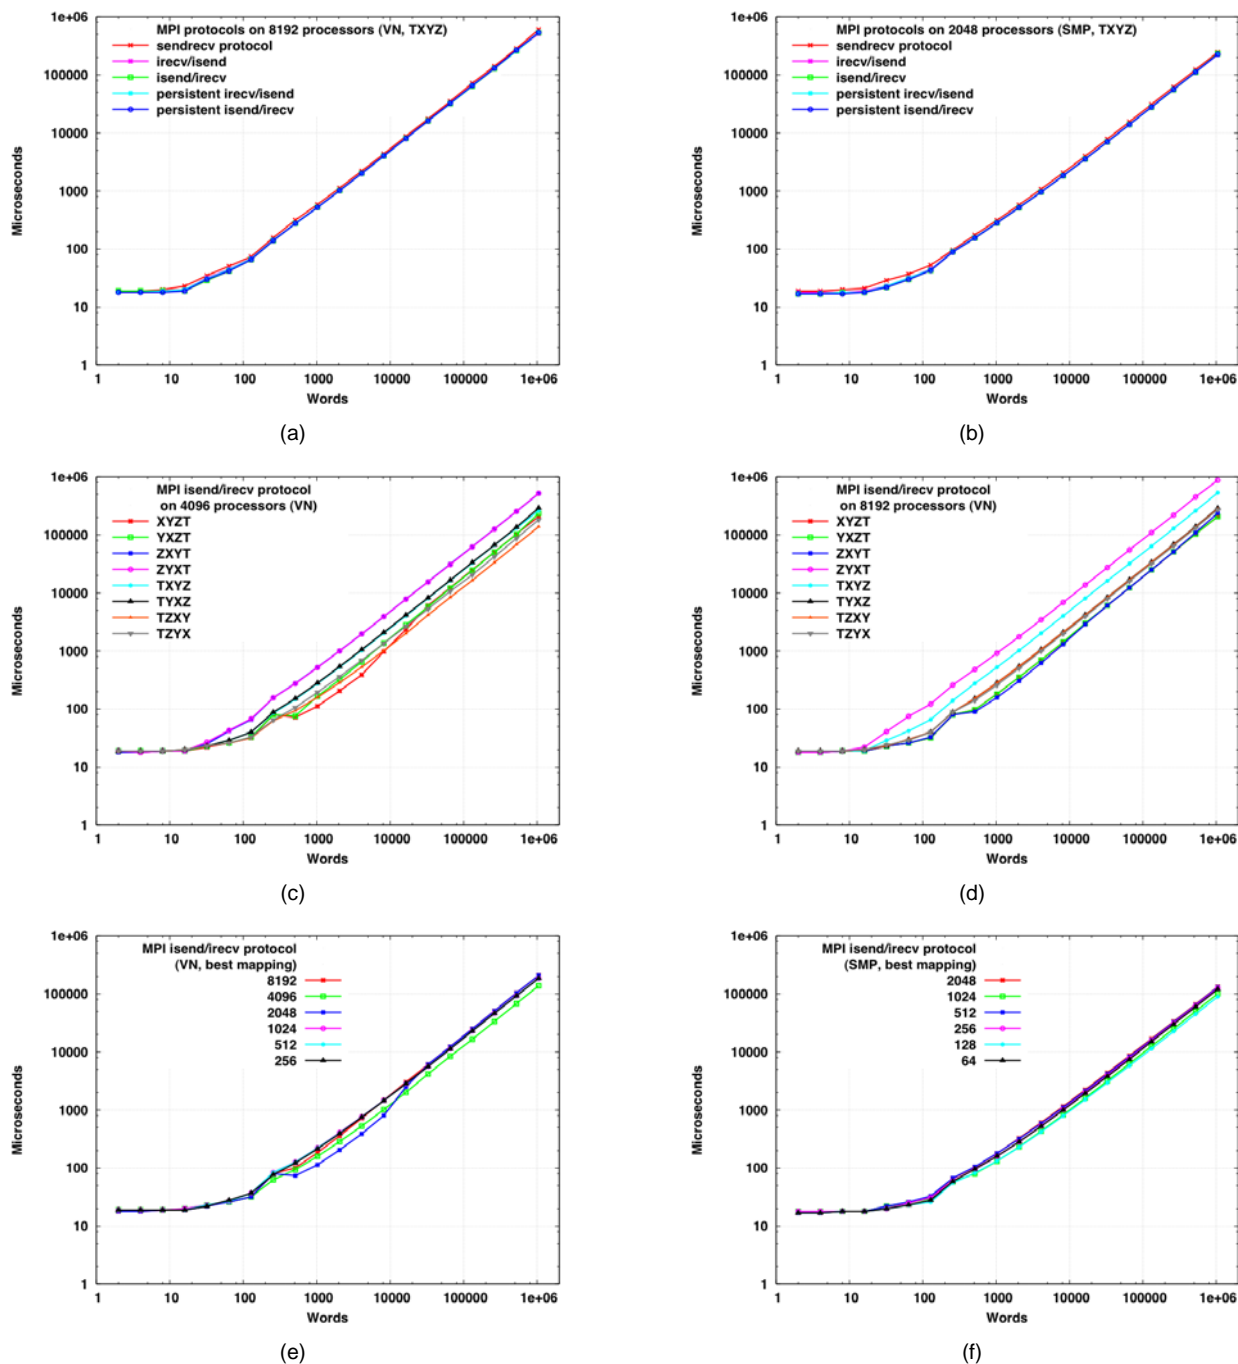 MPI protocols on 8192 processors (VN, TXYZ)
sendrecv protocol
irecv/isend
isend/irecv
persistent irecv/isend
persistent isend/irecv
1e+06
100000
10000
1000
100
10
1
Microseconds
1 10 100 1000 10000 100000 1e+06
Words
(a)
MPI protocols on 2048 processors (SMP, TXYZ)
sendrecv protocol
irecv/isend
isend/irecv
persistent irecv/isend
persistent isend/irecv
1e+06
100000
10000
1000
100
10
1
Microseconds
1 10 100 1000 10000 100000 1e+06
Words
(b)
MPI isend/irecv protocol
on 4096 processors (VN)
XYZT
YXZT
ZXYT
ZYXT
TXYZ
TYXZ
TZXY
TZYX
1e+06
100000
10000
1000
100
10
1
Microseconds
1 10 100 1000 10000 100000 1e+06
Words
(c)
MPI isend/irecv protocol
on 8192 processors (VN)
XYZT
YXZT
ZXYT
ZYXT
TXYZ
TYXZ
TZXY
TZYX
1e+06
100000
10000
1000
100
10
1
Microseconds
1 10 100 1000 10000 100000 1e+06
Words
(d)
MPI isend/irecv protocol
(VN, best mapping)
8192
4096
2048
1024
512
256
1e+06
100000
10000
1000
100
10
1
Microseconds
1 10 100 1000 10000 100000 1e+06
Words
(e)
MPI isend/irecv protocol
(SMP, best mapping)
2048
1024
512
256
128
64
1e+06
100000
10000
1000
100
10
1
Microseconds
1 10 100 1000 10000 100000 1e+06
Words
(f)